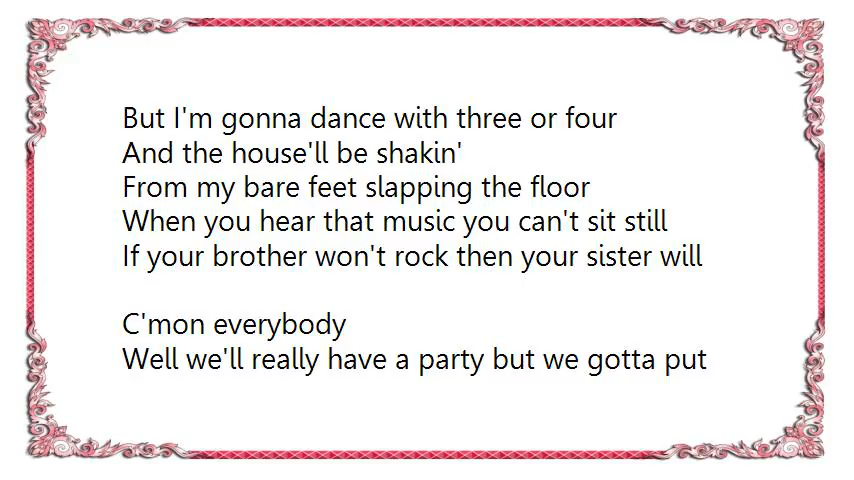 But I'm gonna dance with three or four
And the house'll be shakin'
From my bare feet slapping the floor
When you hear that music you can't sit still
If your brother won't rock then your sister will
C'mon everybody
Well we'll really have a party but we gotta put